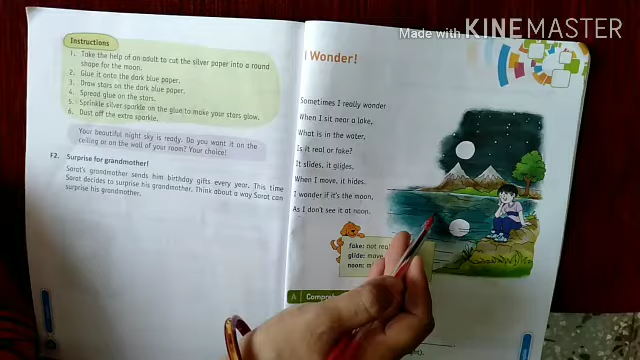 Made with KINEMASTER
Instructions
1. Take the help of an adult to cut the silver paper into a round
shape for the moon.
2. Glue it onto the dark blue paper.
3. Draw stars on the dark blue paper.
4. Spread glue on the stars.
5. Sprinkle silver sparkle on the glue to make your stars glow.
6. Dust off the extra sparkle.
Your beautiful night sky is ready. Do you want it on the
ceiling or on the wall of your room? Your choice!
F2. Surprise for grandmother!
Sarat's grandmother sends him birthday gifts every year. This time
Sarat decides to surprise his grandmother. Think about a way Sarat can
surprise his grandmother.
I Wonder!
Sometimes I really wonder
When I sit near a lake,
What is in the water,
Is it real or fake?
It slides, it glides,
When I move, it hides.
I wonder if it's the moon,
As I don't see it at noon.
fake: not real
glide: move
noon:
A